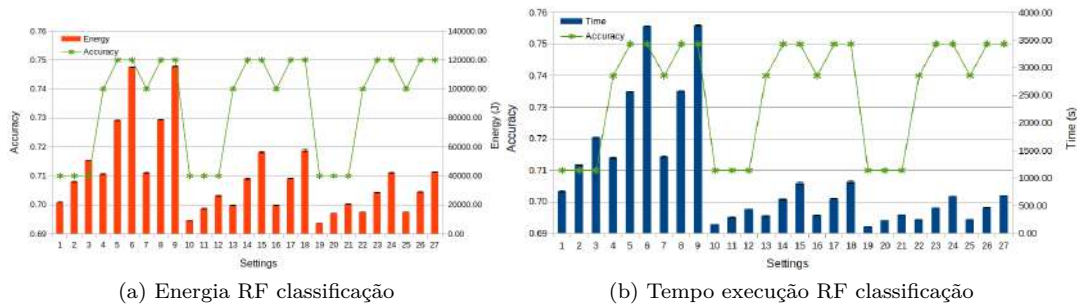 0.76
0.75
0.74
0.73
0.72
0.71
0.70
0.69
Accuracy
Energy
Accuracy
140000.00
120000.00
100000.00
80000.00
60000.00
40000.00
20000.00
0.00
Energy (J)
1 2 3 4 5 6 7 8 9 10 11 12 13 14 15 16 17 18 19 20 21 22 23 24 25 26 27
Settings
(a) Energia RF classificação
0.76
0.75
0.74
0.73
0.72
0.71
0.70
0.69
Accuracy
Time
Accuracy
4000.00
3500.00
3000.00
2500.00
2000.00
1500.00
1000.00
500.00
0.00
Time (s)
1 2 3 4 5 6 7 8 9 10 11 12 13 14 15 16 17 18 19 20 21 22 23 24 25 26 27
Settings
(b) Tempo execução RF classificação